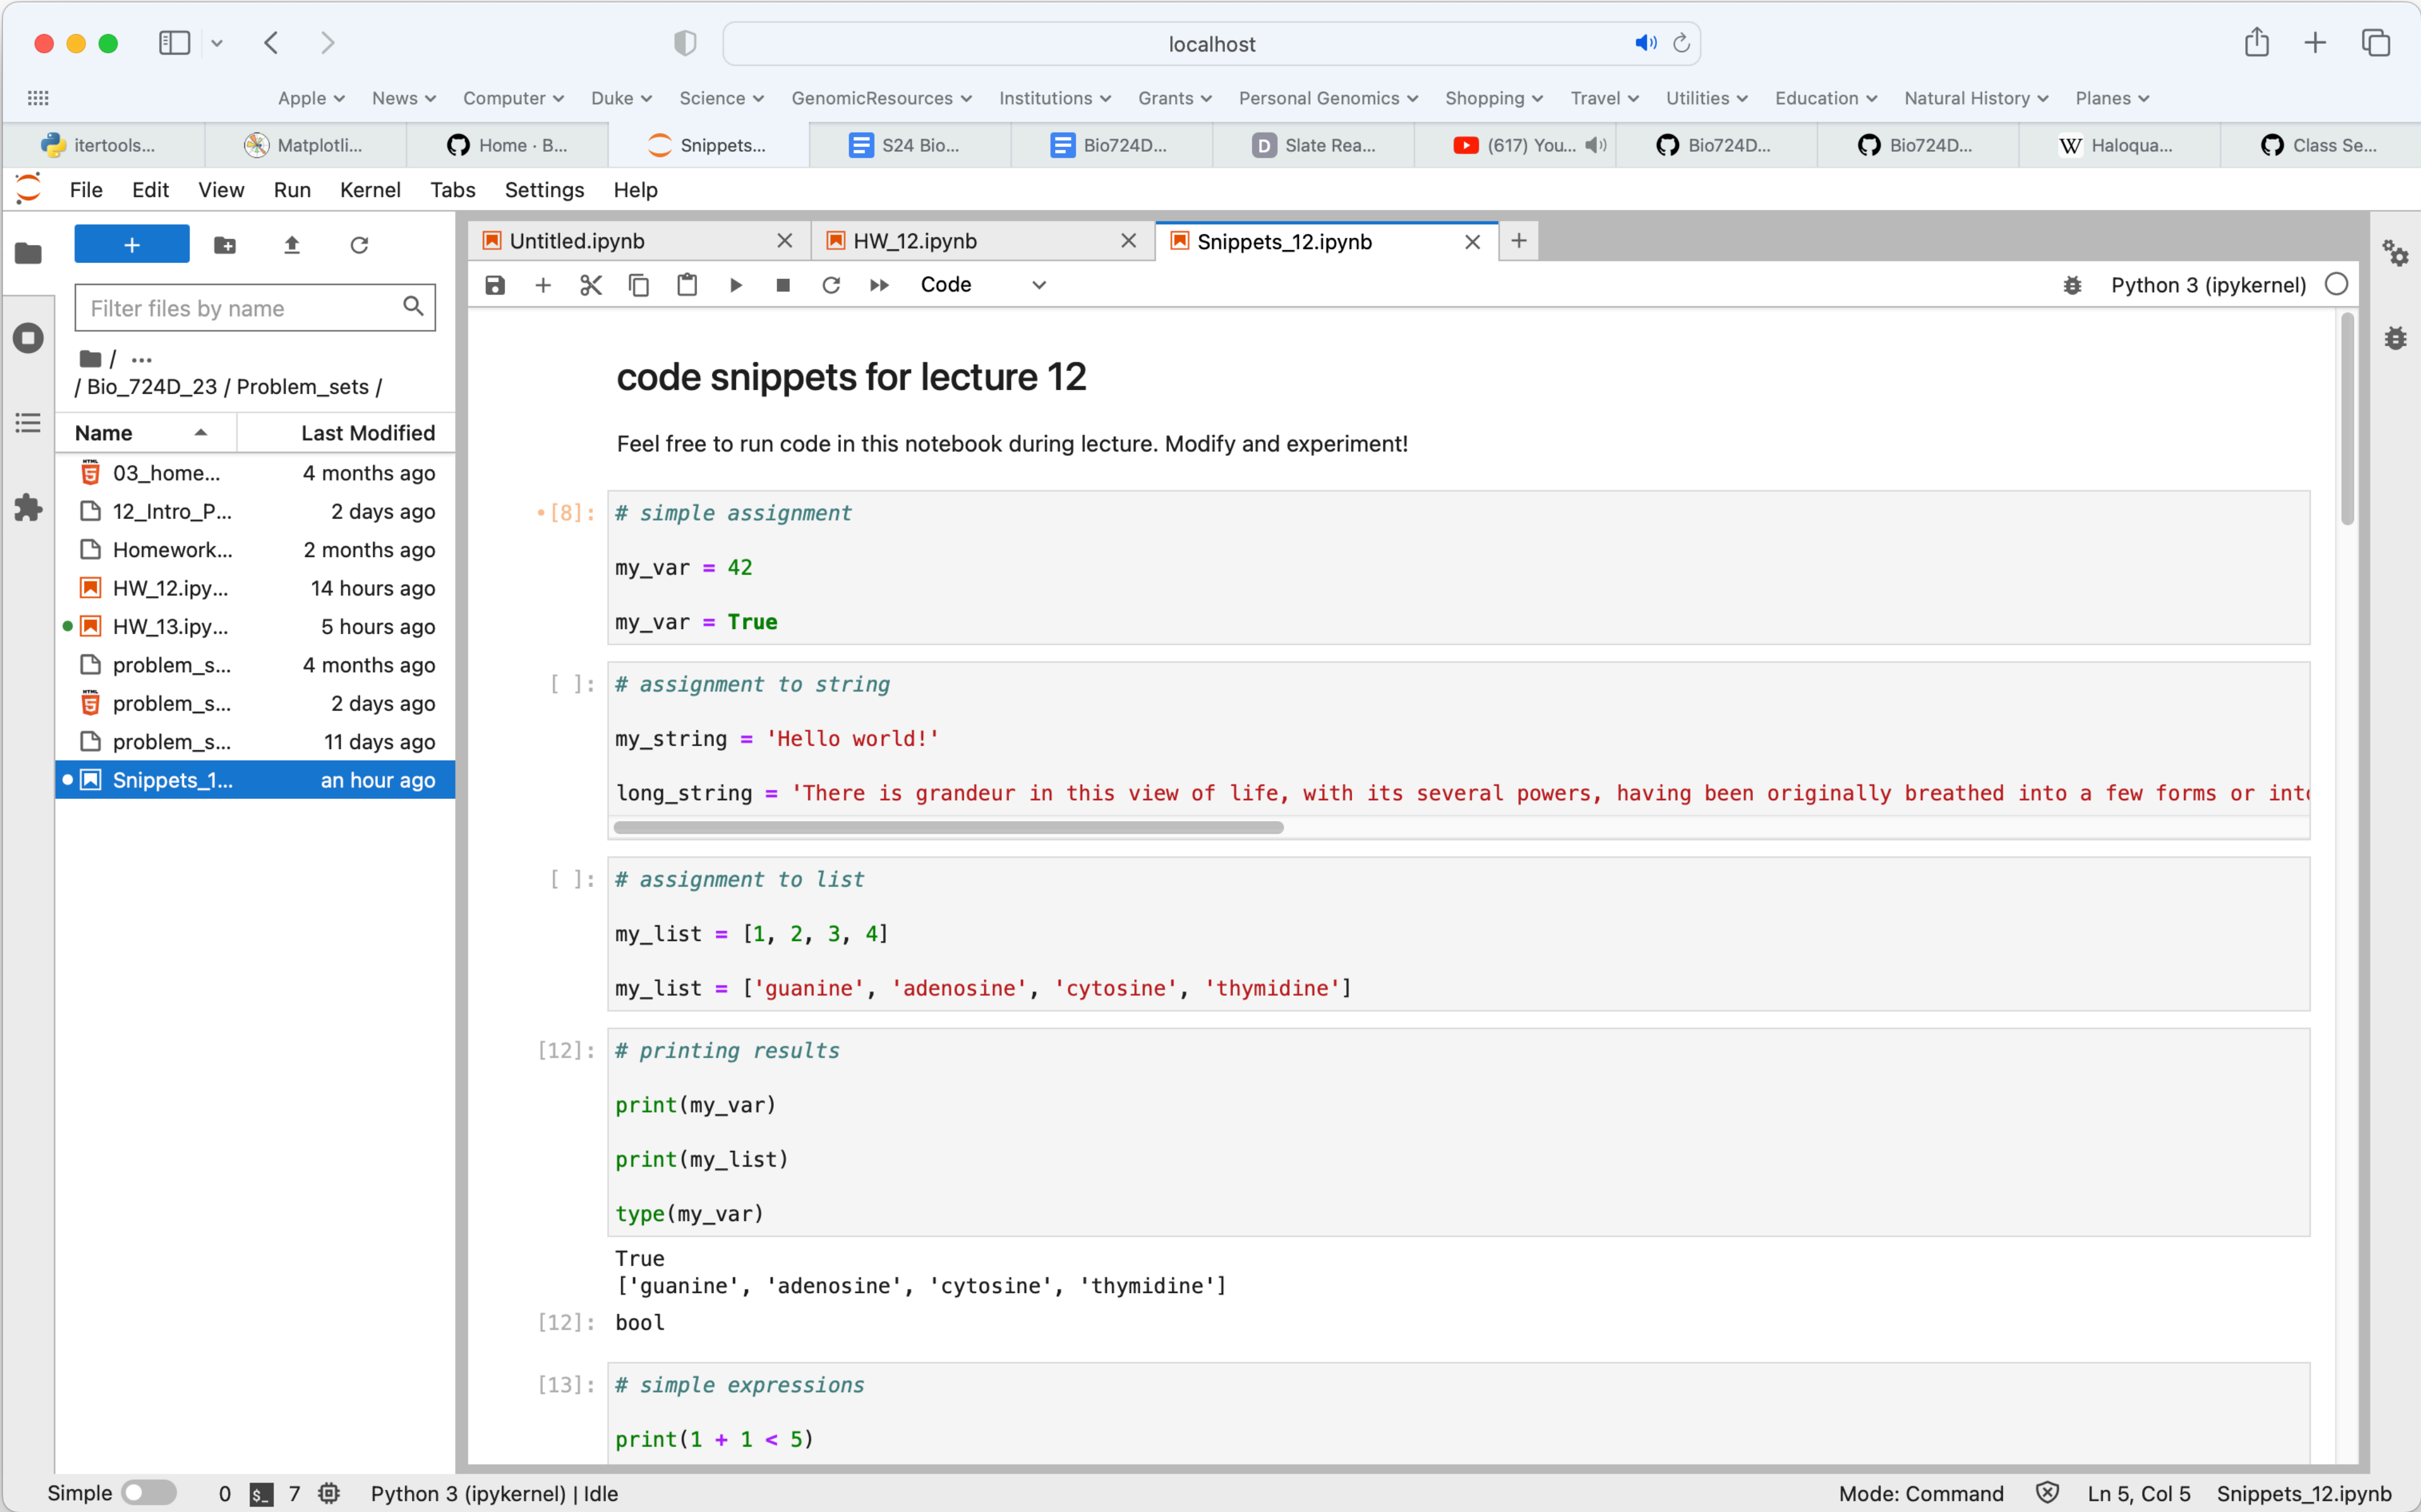 localhost
Apple News Computer Duke Science GenomicResources Institutions Grants Personal Genomics Shopping Travel Utilities Education Natural History Planes
itertools... Matplotli... Home · B... Snippets... S24 Bio... Bio724D... D Slate Rea... (617) You... Bio724D... Bio724D... W Haloqua... Class Se...
File Edit View Run Kernel Tabs Settings Help
Untitled.ipynb HW_12.ipynb Snippets_12.ipynb
Code Python 3 (ipykernel)
Filter files by name
/ ...
/ Bio_724D_23 / Problem_sets /
Name Last Modified
03_home... 4 months ago
12_Intro_P... 2 days ago
Homework... 2 months ago
HW_12.ipy... 14 hours ago
HW_13.ipy... 5 hours ago
problem_s... 4 months ago
problem_s... 2 days ago
problem_s... 11 days ago
Snippets_1... an hour ago
code snippets for lecture 12
Feel free to run code in this notebook during lecture. Modify and experiment!
•[8]: # simple assignment
my_var = 42
my_var = True
[ ]: # assignment to string
my_string = 'Hello world!'
long_string = 'There is grandeur in this view of life, with its several powers, having been originally breathed into a few forms or into
[ ]: # assignment to list
my_list = [1, 2, 3, 4]
my_list = ['guanine', 'adenosine', 'cytosine', 'thymidine']
[12]: # printing results
print(my_var)
print(my_list)
type(my_var)
True
['guanine', 'adenosine', 'cytosine', 'thymidine']
[12]: bool
[13]: # simple expressions
print(1 + 1 < 5)
Simple 0 $_ 7 Python 3 (ipykernel) | Idle Mode: Command Ln 5, Col 5 Snippets_12.ipynb